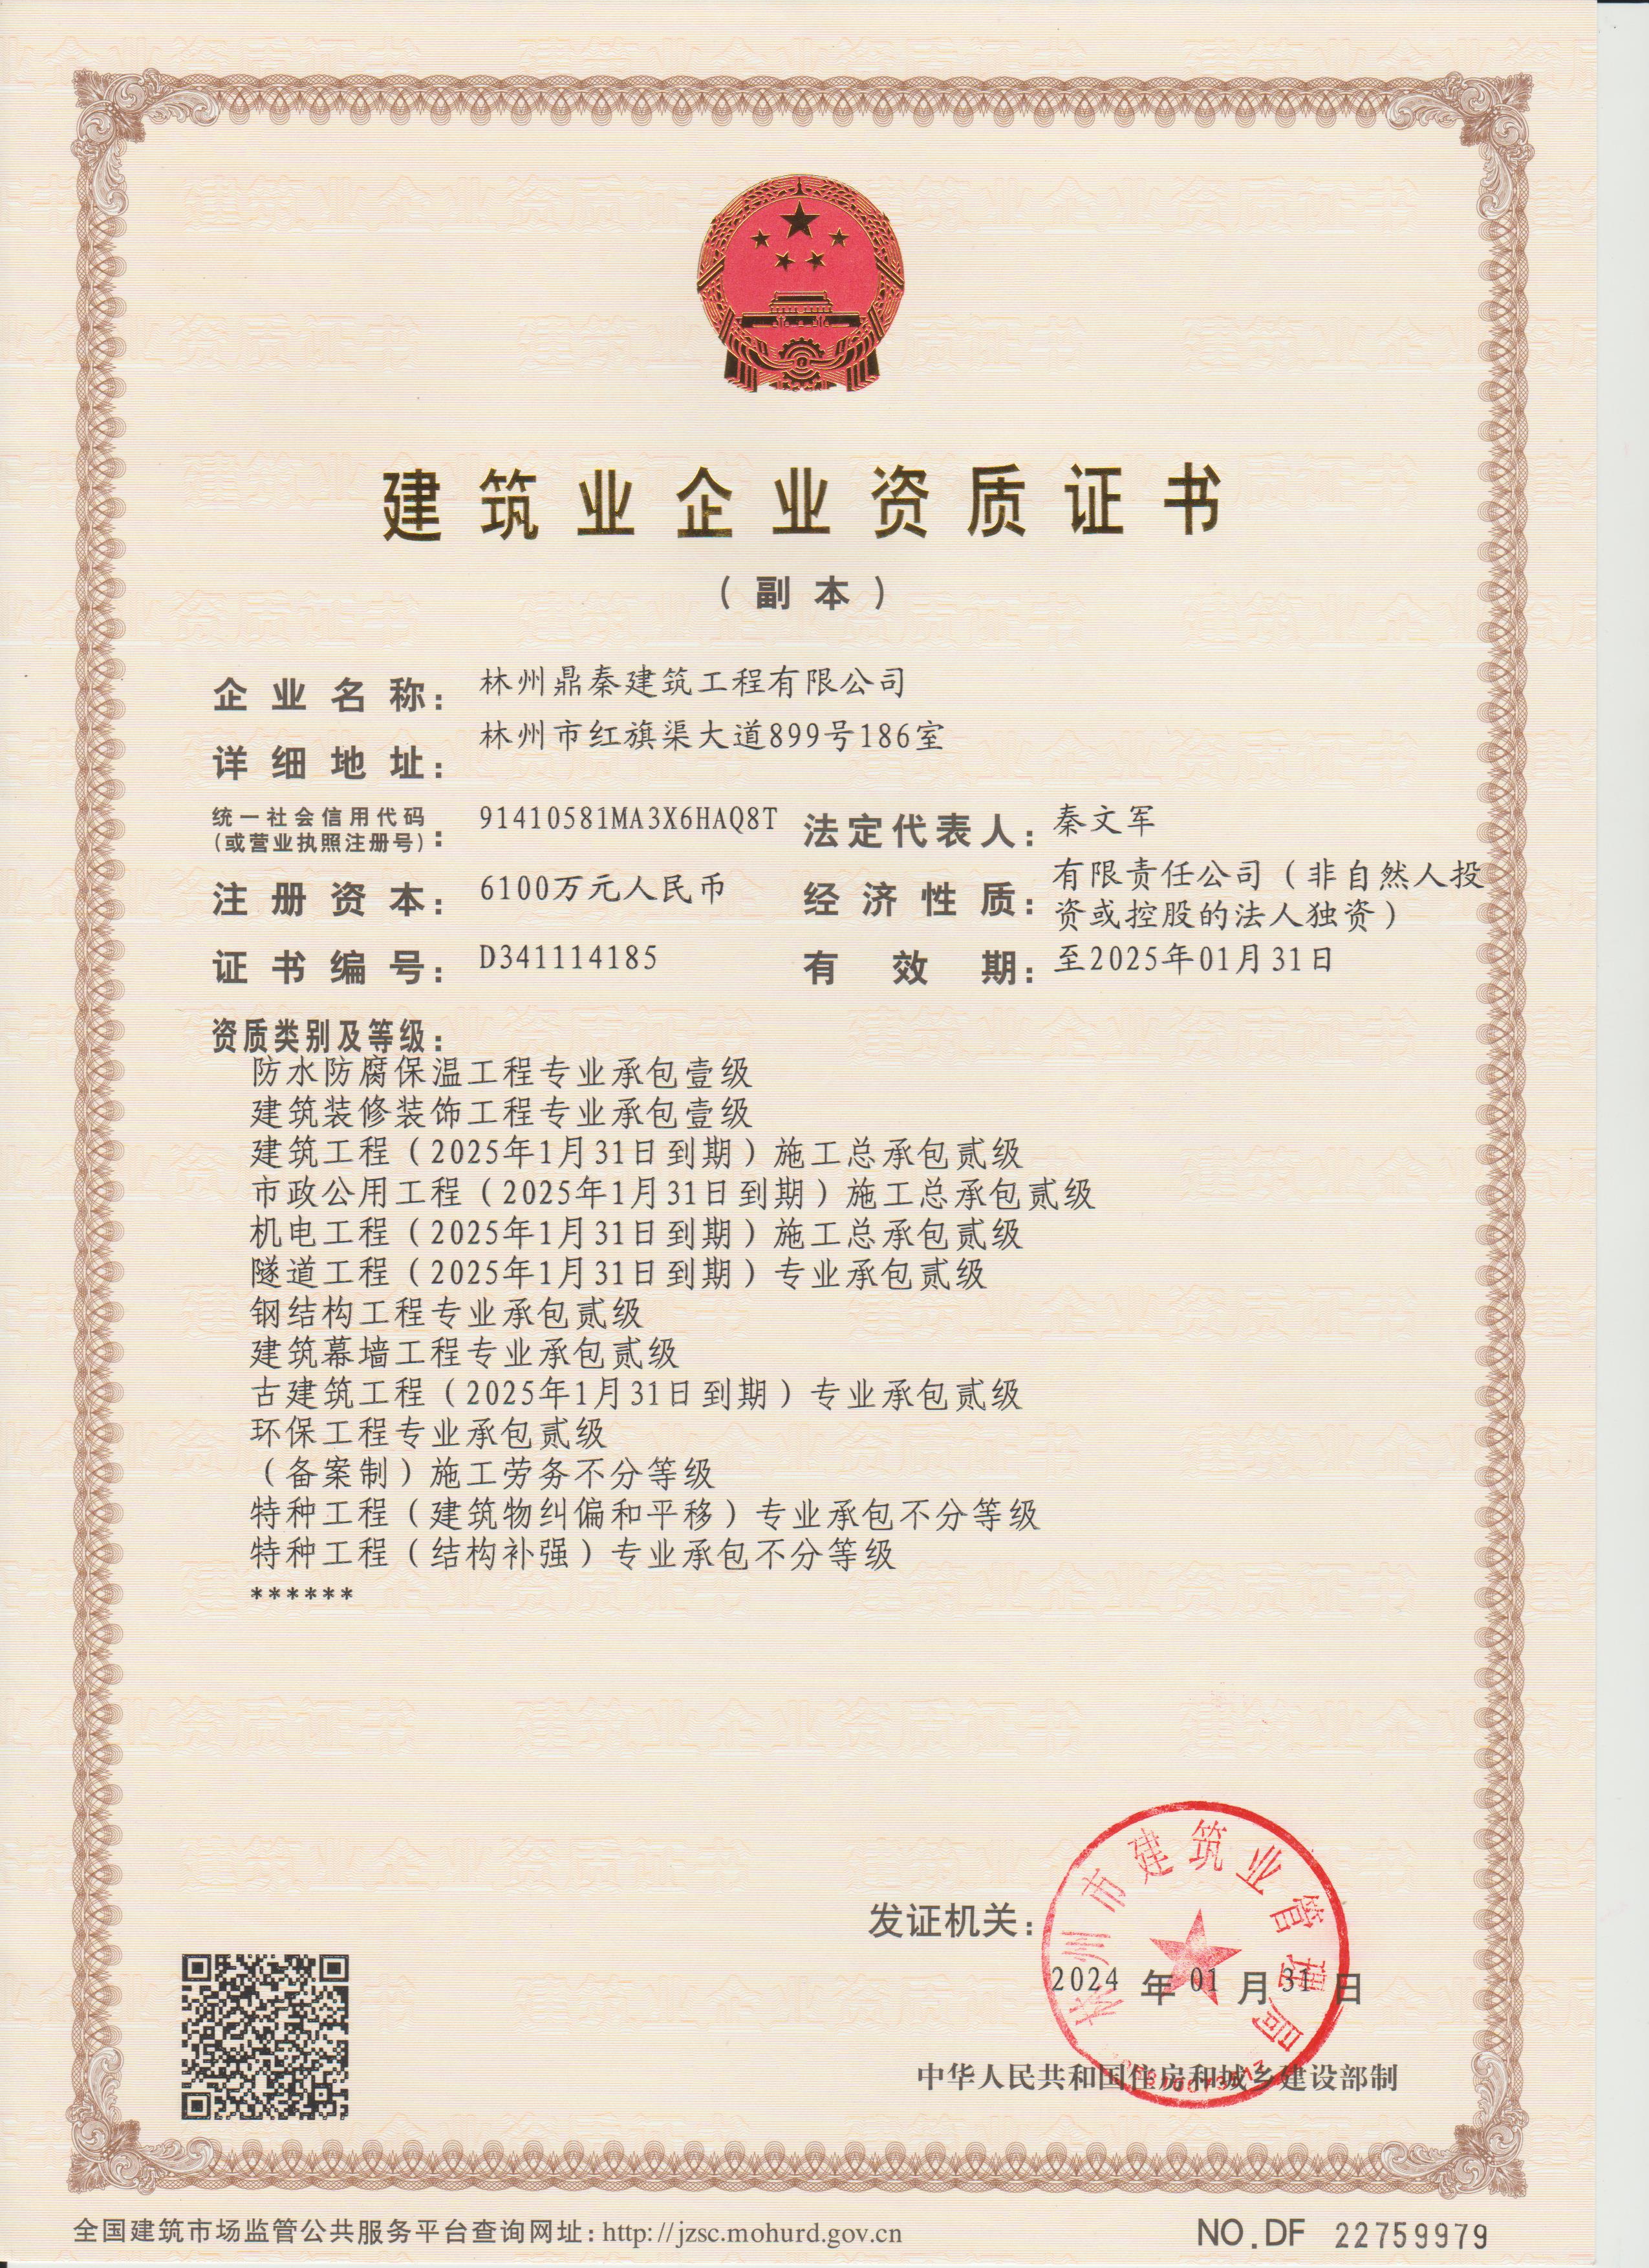 建筑业企业资质证书
（副本）
企业名称：林州鼎秦建筑工程有限公司
详细地址：林州市红旗渠大道899号186室
统一社会信用代码
（或营业执照注册号）：91410581MA3X6HAQ8T 法定代表人：秦文军
注册资本：6100万元人民币 经济性质：有限责任公司（非自然人投
资或控股的法人独资）
证书编号：D341114185 有效期：至2025年01月31日
资质类别及等级：
防水防腐保温工程专业承包壹级
建筑装修装饰工程专业承包壹级
建筑工程（2025年1月31日到期）施工总承包贰级
市政公用工程（2025年1月31日到期）施工总承包贰级
机电工程（2025年1月31日到期）施工总承包贰级
隧道工程（2025年1月31日到期）专业承包贰级
钢结构工程专业承包贰级
建筑幕墙工程专业承包贰级
古建筑工程（2025年1月31日到期）专业承包贰级
环保工程专业承包贰级
（备案制）施工劳务不分等级
特种工程（建筑物纠偏和平移）专业承包不分等级
特种工程（结构补强）专业承包不分等级
******
林州市建筑业管理局
发证机关：
2024年01月31日
中华人民共和国住房和城乡建设部制
全国建筑市场监管公共服务平台查询网址：http://jzsc.mohurd.gov.cn
NO.DF 22759979